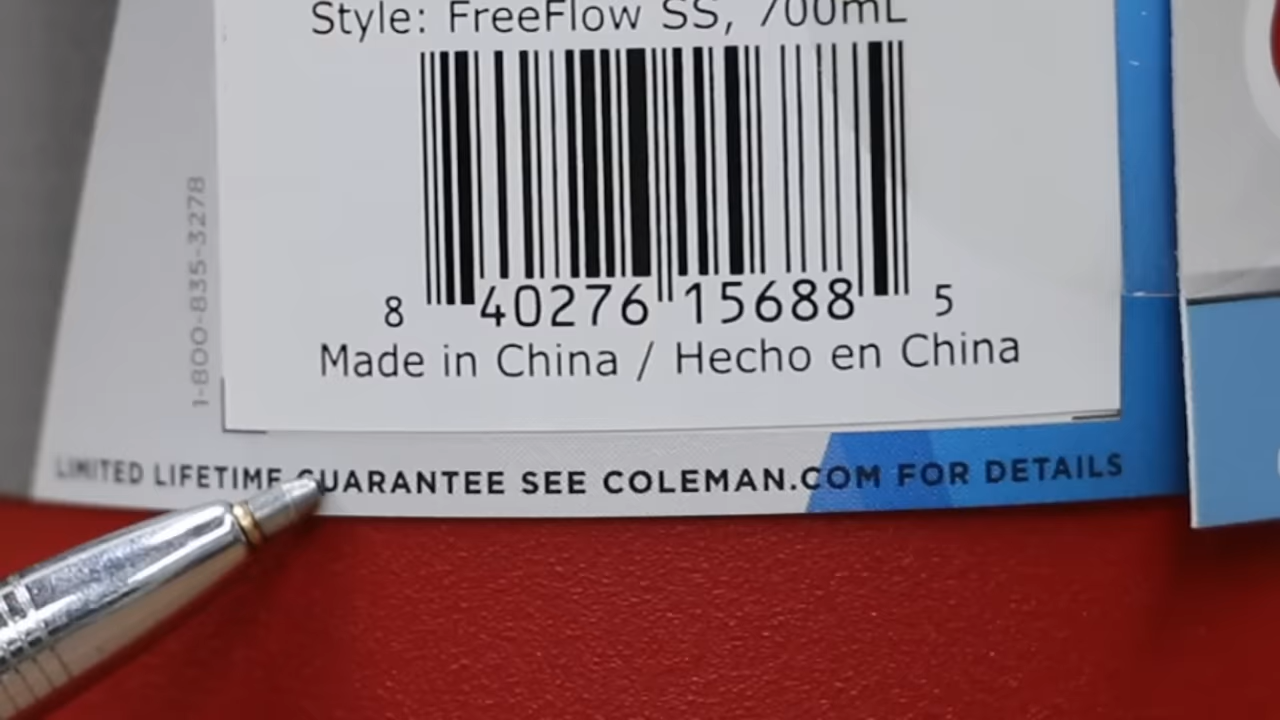 Style: FreeFlow SS, 700mL
8 40276 15688 5
Made in China / Hecho en China
1-800-835-3278
LIMITED LIFETIME GUARANTEE SEE COLEMAN.COM FOR DETAILS